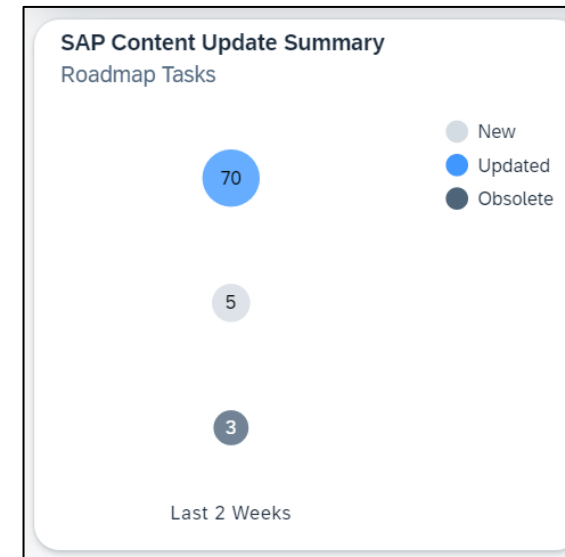 SAP Content Update Summary
Roadmap Tasks
New
Updated
Obsolete
70
5
3
Last 2 Weeks